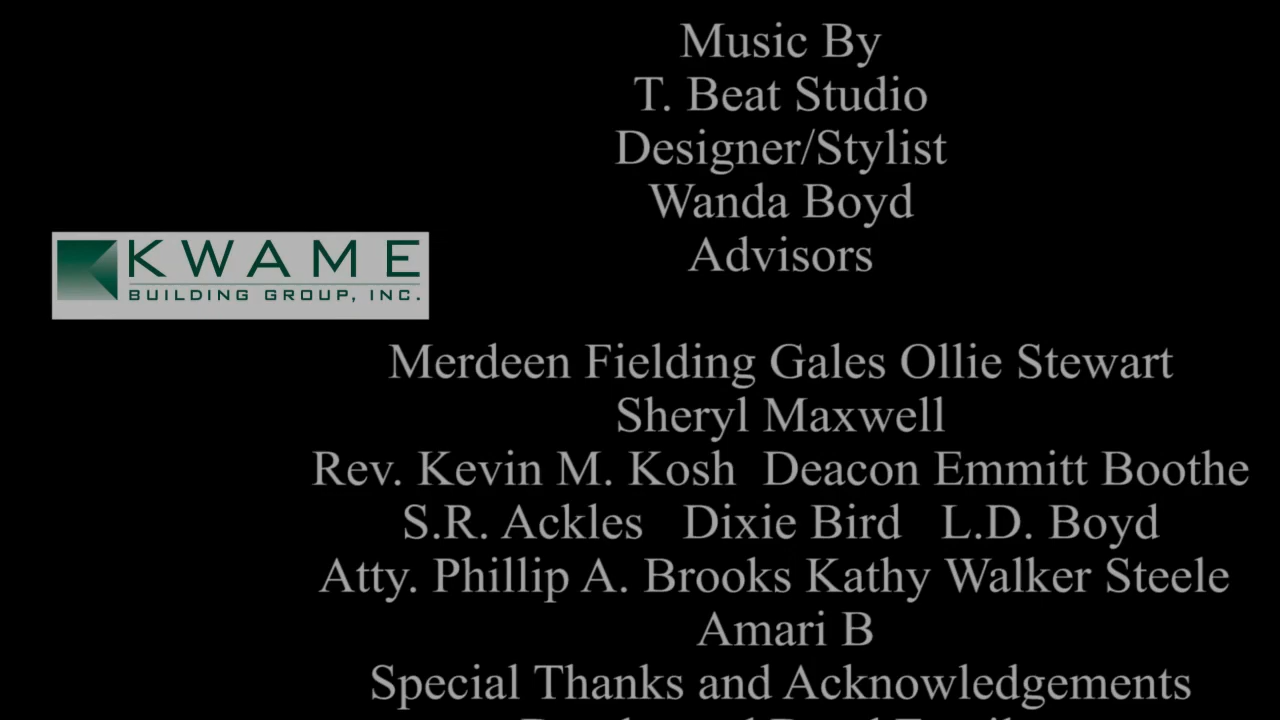 Music By
T. Beat Studio
Designer/Stylist
Wanda Boyd
Advisors
KWAME
BUILDING GROUP, INC.
Merdeen Fielding Gales Ollie Stewart
Sheryl Maxwell
Rev. Kevin M. Kosh Deacon Emmitt Boothe
S.R. Ackles Dixie Bird L.D. Boyd
Atty. Phillip A. Brooks Kathy Walker Steele
Amari B
Special Thanks and Acknowledgements